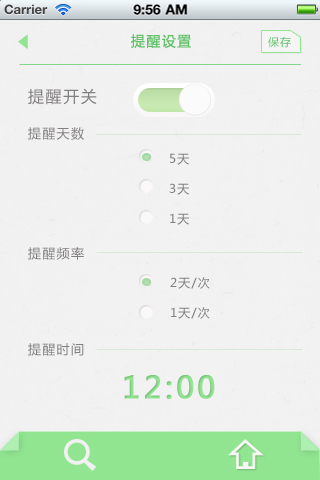 Carrier 9:56 AM
提醒设置 保存
提醒开关
提醒天数
5天
3天
1天
提醒频率
2天/次
1天/次
提醒时间
12:00